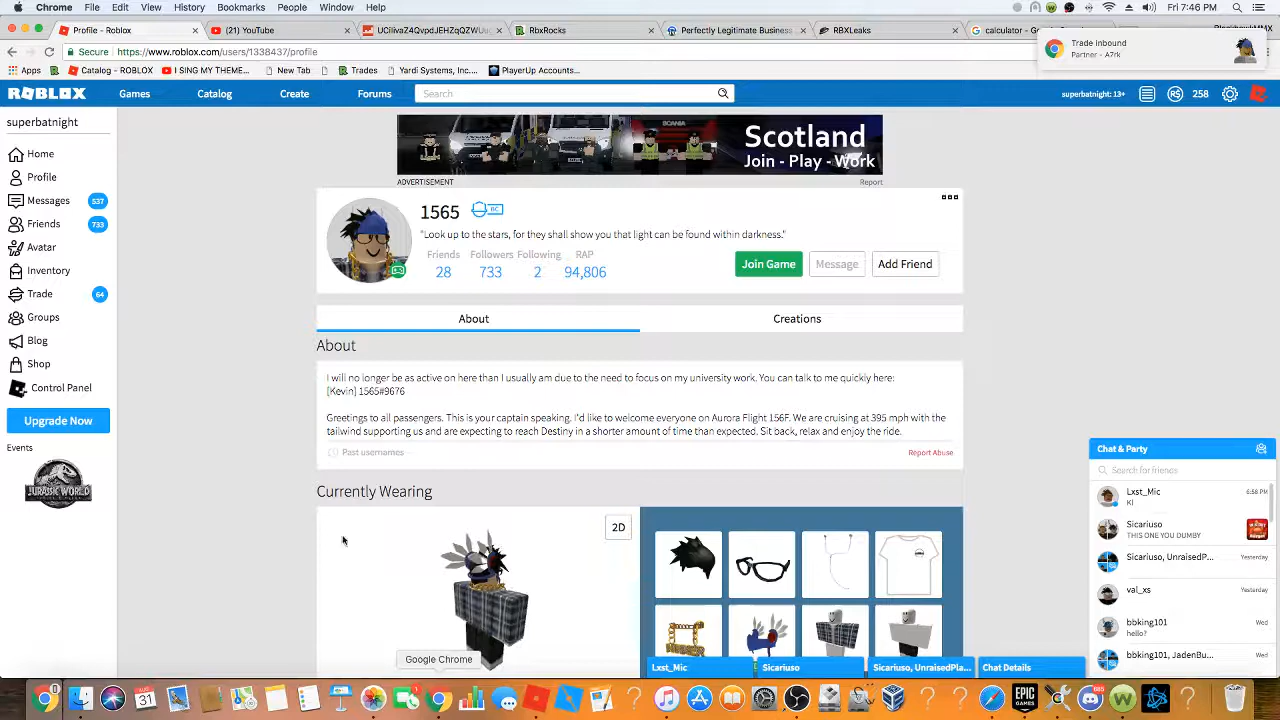 Chrome File Edit View History Bookmarks People Window Help Fri 7:46 PM
Profile - Roblox (21) YouTube RbxRocks Perfectly Legitimate Business RBXLeaks calculator - Go
Trade Inbound
Partner - A7rk
Secure https://www.roblox.com/users/1338437/profile
Apps Catalog - ROBLOX I SING MY THEME... New Tab Trades Yardi Systems, Inc.... PlayerUp Accounts...
ROBLOX Games Catalog Create Forums Search superbatnight: 13+ 258
superbatnight
Home
Profile
Messages 537
Friends 733
Avatar
Inventory
Trade 64
Groups
Blog
Shop
Control Panel
Upgrade Now
Events
JURASSIC WORLD
SCANIA
Scotland
Join - Play - Work
ADVERTISEMENT Report
1565 BC
"Look up to the stars, for they shall show you that light can be found within darkness."
Friends Followers Following RAP
28 733 2 94,806
Join Game Message Add Friend
About Creations
About
I will no longer be as active on here than I usually am due to the need to focus on my university work. You can talk to me quickly here:
[Kevin] 1565#9676
Greetings to all passengers. This is your captain speaking. I'd like to welcome everyone on Aurore Flight 156F. We are cruising at 395 mph with the
tailwind supporting us and are expecting to reach Destiny in a shorter amount of time than expected. Sit back, relax and enjoy the ride.
Past usernames Report Abuse
Currently Wearing
2D
Google Chrome
Chat & Party
Search for friends
Lxst_Mic 6:58 PM
KI
Sicariuso
THIS ONE YOU DUMBY
Sicariuso, UnraisedP... Yesterday
val_xs Yesterday
bbking101 Wed
hello?
bbking101, JadenBu... Wed
Lxst_Mic Sicariuso Sicariuso, UnraisedPla... Chat Details
31
EPIC GAMES